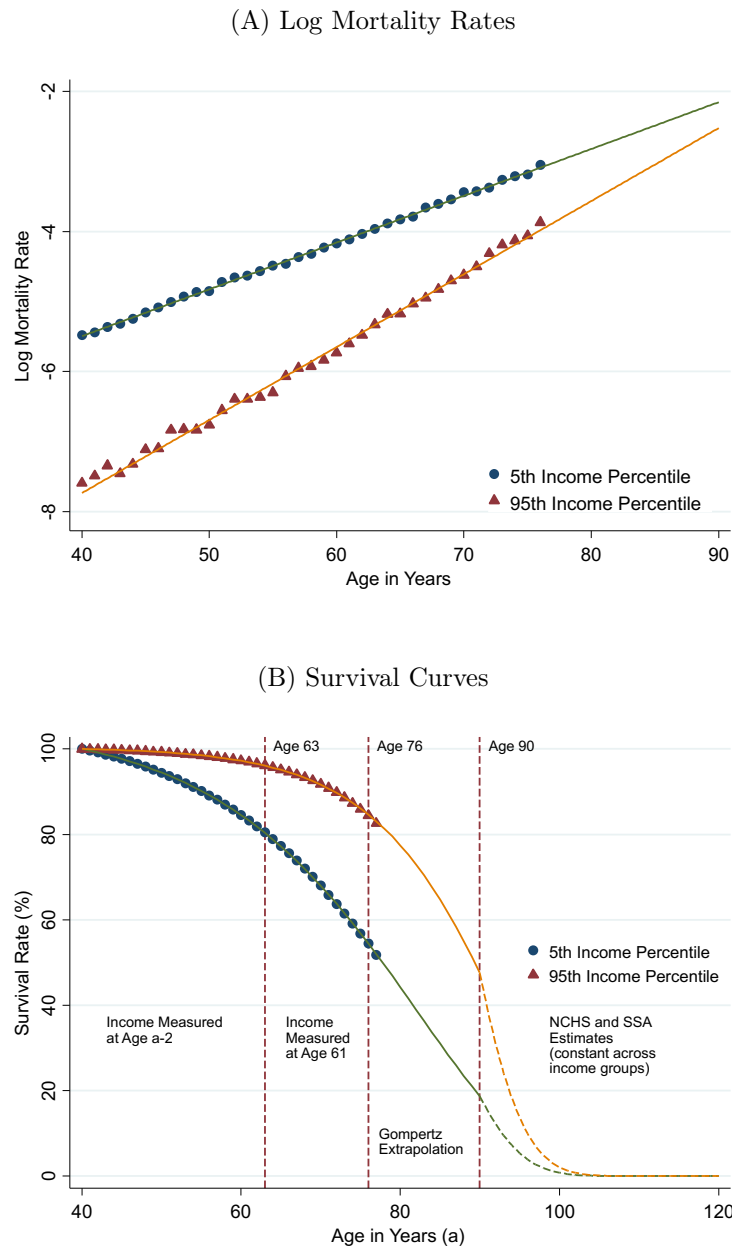 (A) Log Mortality Rates
-2
-4
-6
-8
Log Mortality Rate
5th Income Percentile
95th Income Percentile
40
50
60
70
80
90
Age in Years
(B) Survival Curves
100
80
60
40
20
0
Survival Rate (%)
Age 63
Age 76
Age 90
5th Income Percentile
95th Income Percentile
Income Measured
at Age a-2
Income
Measured
at Age 61
NCHS and SSA
Estimates
(constant across
income groups)
Gompertz
Extrapolation
40
60
80
100
120
Age in Years (a)